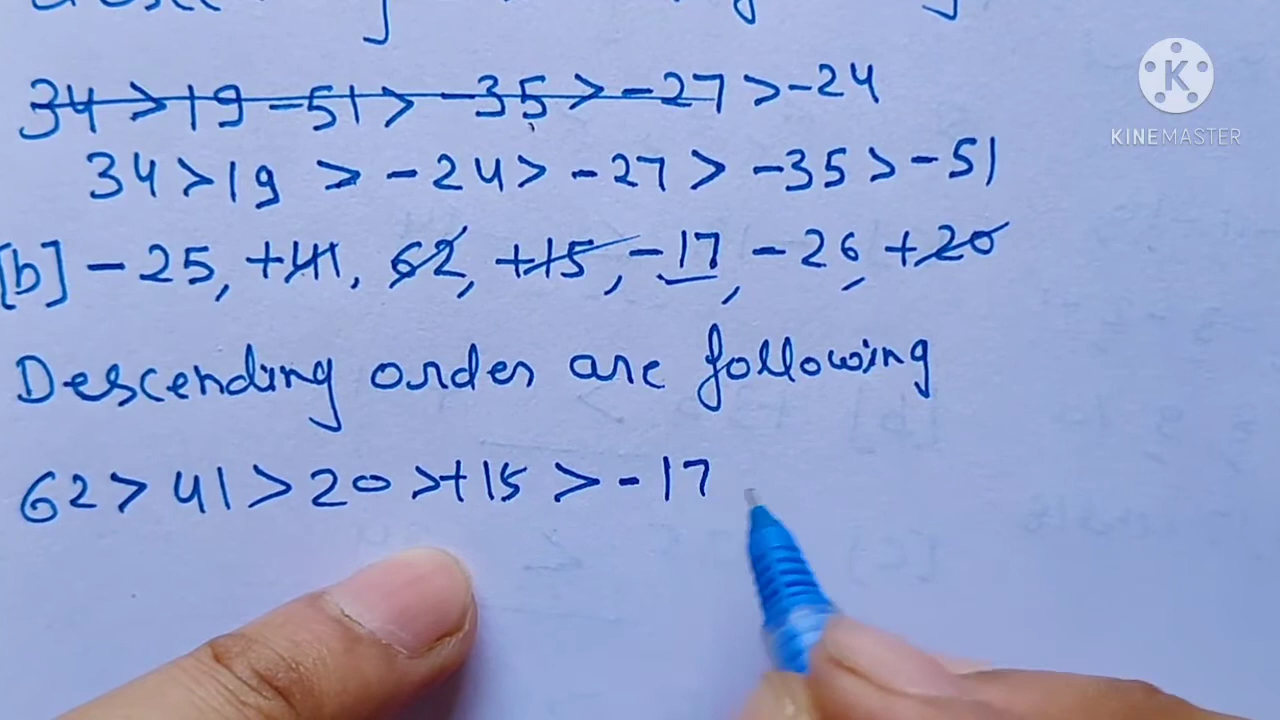 34 > 19 -51 > -35 > -27 > -24
K
KINEMASTER
34 > 19 > -24 > -27 > -35 > -51
[b] - 25, +41, 62, +15, -17, - 26, +20
Descending order are following
62 > 41 > 20 > +15 > -17